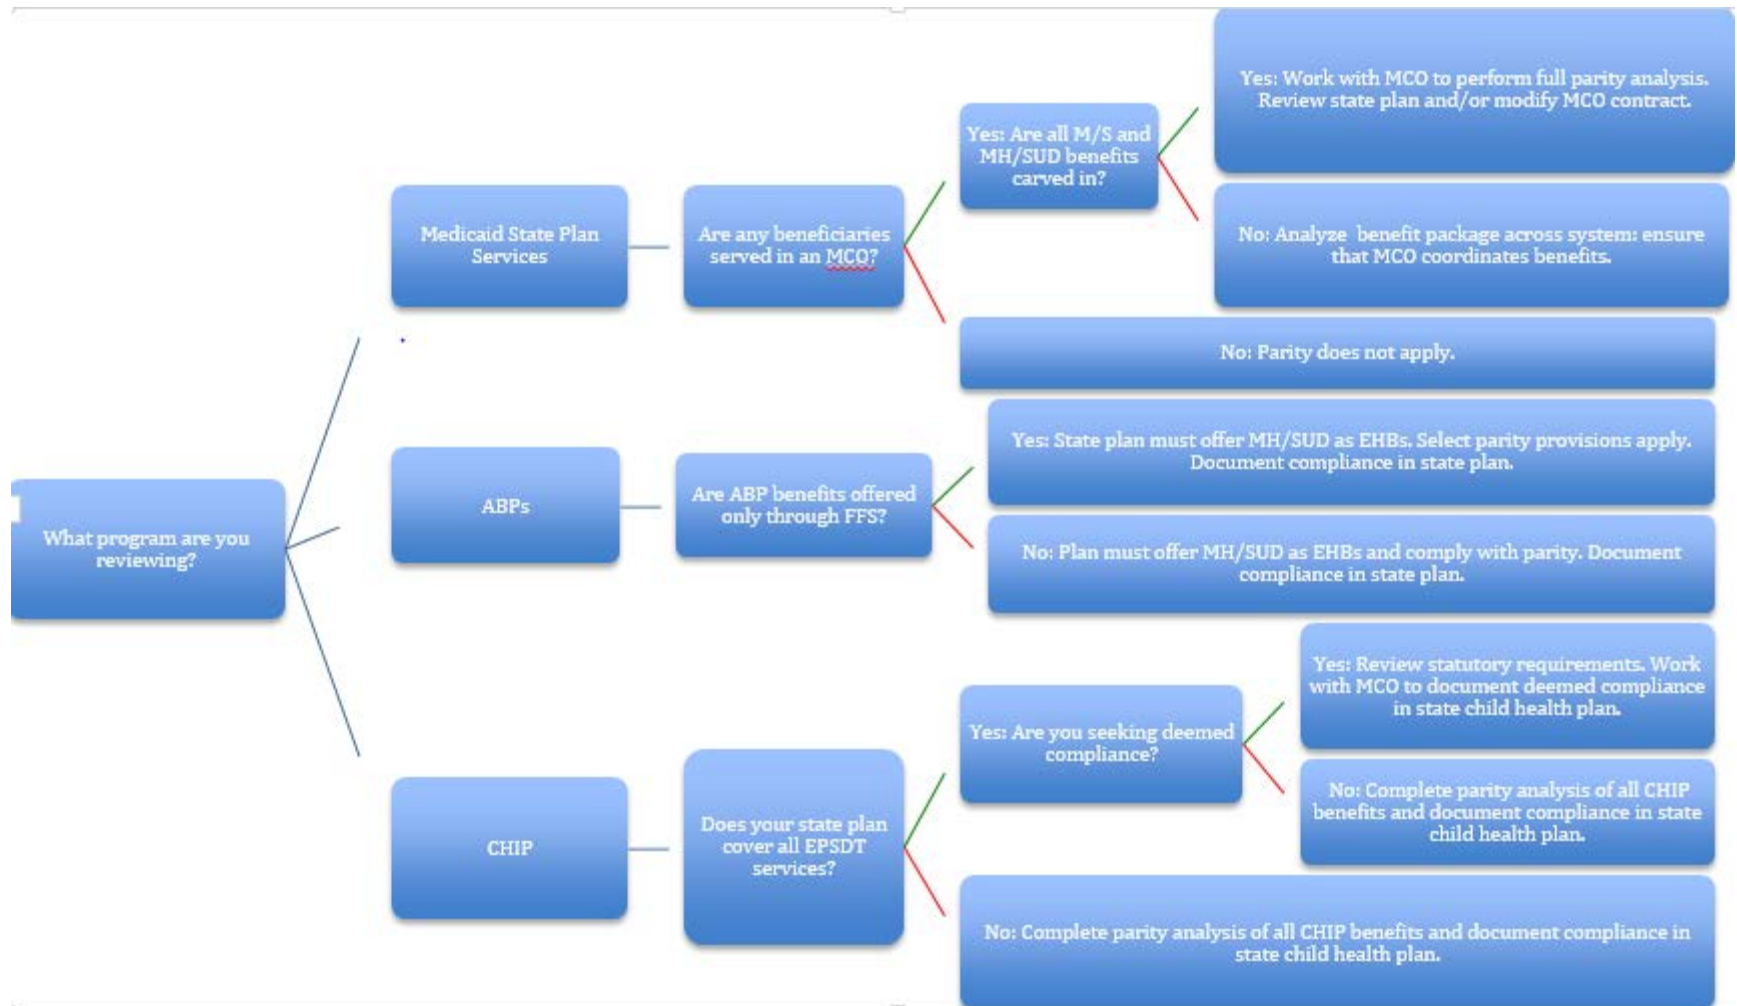 What program are you
reviewing?
Medicaid State Plan
Services
Are any beneficiaries
served in an MCO?
Yes: Are all M/S and
MH/SUD benefits
carved in?
Yes: Work with MCO to perform full parity analysis.
Review state plan and/or modify MCO contract.
No: Analyze  benefit package across system: ensure
that MCO coordinates benefits.
No: Parity does not apply.
ABPs
Are ABP benefits offered
only through FFS?
Yes: State plan must offer MH/SUD as EHBs. Select parity provisions apply.
Document compliance in state plan.
No: Plan must offer MH/SUD as EHBs and comply with parity. Document
compliance in state plan.
CHIP
Does your state plan
cover all EPSDT
services?
Yes: Are you seeking deemed
compliance?
Yes: Review statutory requirements. Work
with MCO to document deemed compliance
in state child health plan.
No: Complete parity analysis of all CHIP
benefits and document compliance in state
child health plan.
No: Complete parity analysis of all CHIP benefits and document compliance in
state child health plan.